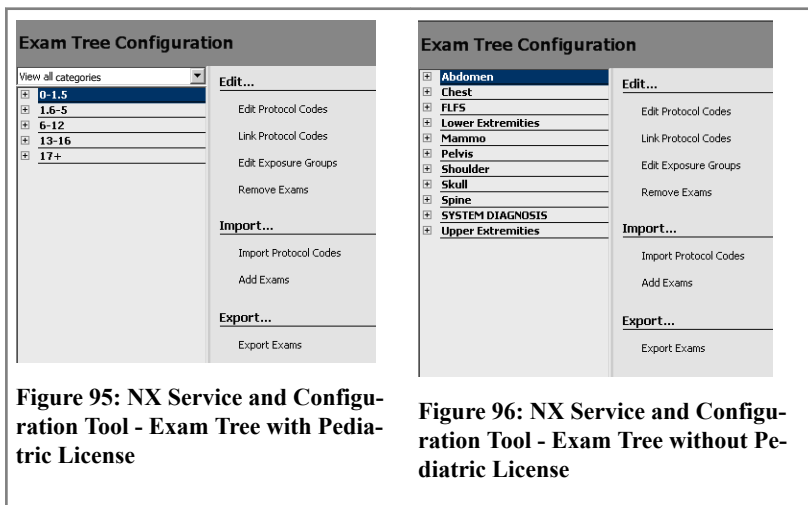 Exam Tree Configuration
View all categories
0-1.5
1.6-5
6-12
13-16
17+
Edit...
Edit Protocol Codes
Link Protocol Codes
Edit Exposure Groups
Remove Exams
Import...
Import Protocol Codes
Add Exams
Export...
Export Exams
Figure 95: NX Service and Configu-
ration Tool - Exam Tree with Pedia-
tric License
Exam Tree Configuration
Abdomen
Chest
FLFS
Lower Extremities
Mammo
Pelvis
Shoulder
Skull
Spine
SYSTEM DIAGNOSIS
Upper Extremities
Edit...
Edit Protocol Codes
Link Protocol Codes
Edit Exposure Groups
Remove Exams
Import...
Import Protocol Codes
Add Exams
Export...
Export Exams
Figure 96: NX Service and Configu-
ration Tool - Exam Tree without Pe-
diatric License